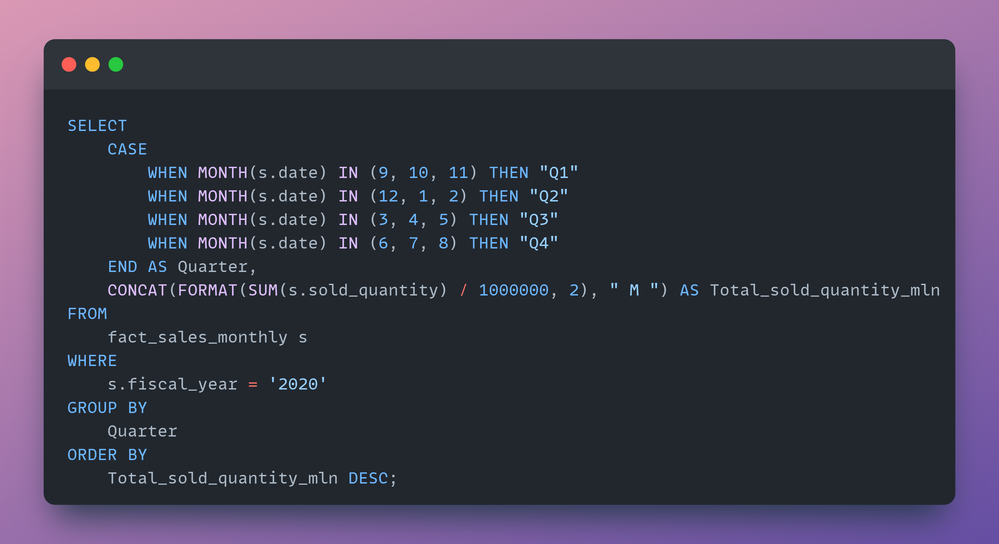 SELECT
    CASE
        WHEN MONTH(s.date) IN (9, 10, 11) THEN "Q1"
        WHEN MONTH(s.date) IN (12, 1, 2) THEN "Q2"
        WHEN MONTH(s.date) IN (3, 4, 5) THEN "Q3"
        WHEN MONTH(s.date) IN (6, 7, 8) THEN "Q4"
    END AS Quarter,
    CONCAT(FORMAT(SUM(s.sold_quantity) / 1000000, 2), " M ") AS Total_sold_quantity_mln
FROM
    fact_sales_monthly s
WHERE
    s.fiscal_year = '2020'
GROUP BY
    Quarter
ORDER BY
    Total_sold_quantity_mln DESC;